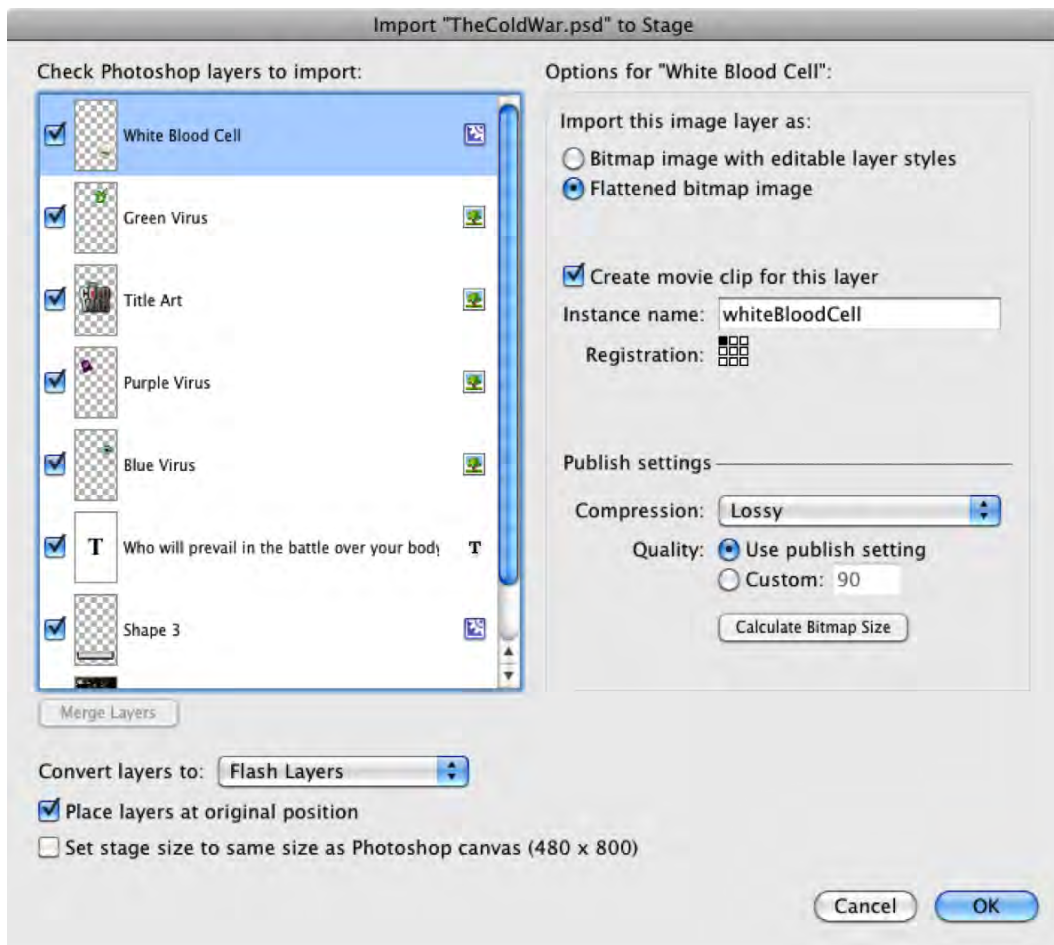 Import "TheColdWar.psd" to Stage
Check Photoshop layers to import:
White Blood Cell
Green Virus
Title Art
Purple Virus
Blue Virus
T Who will prevail in the battle over your body T
Shape 3
Merge Layers
Convert layers to: Flash Layers
Place layers at original position
Set stage size to same size as Photoshop canvas (480 x 800)
Options for "White Blood Cell":
Import this image layer as:
Bitmap image with editable layer styles
Flattened bitmap image
Create movie clip for this layer
Instance name: whiteBloodCell
Registration:
Publish settings
Compression: Lossy
Quality: Use publish setting
Custom: 90
Calculate Bitmap Size
Cancel OK